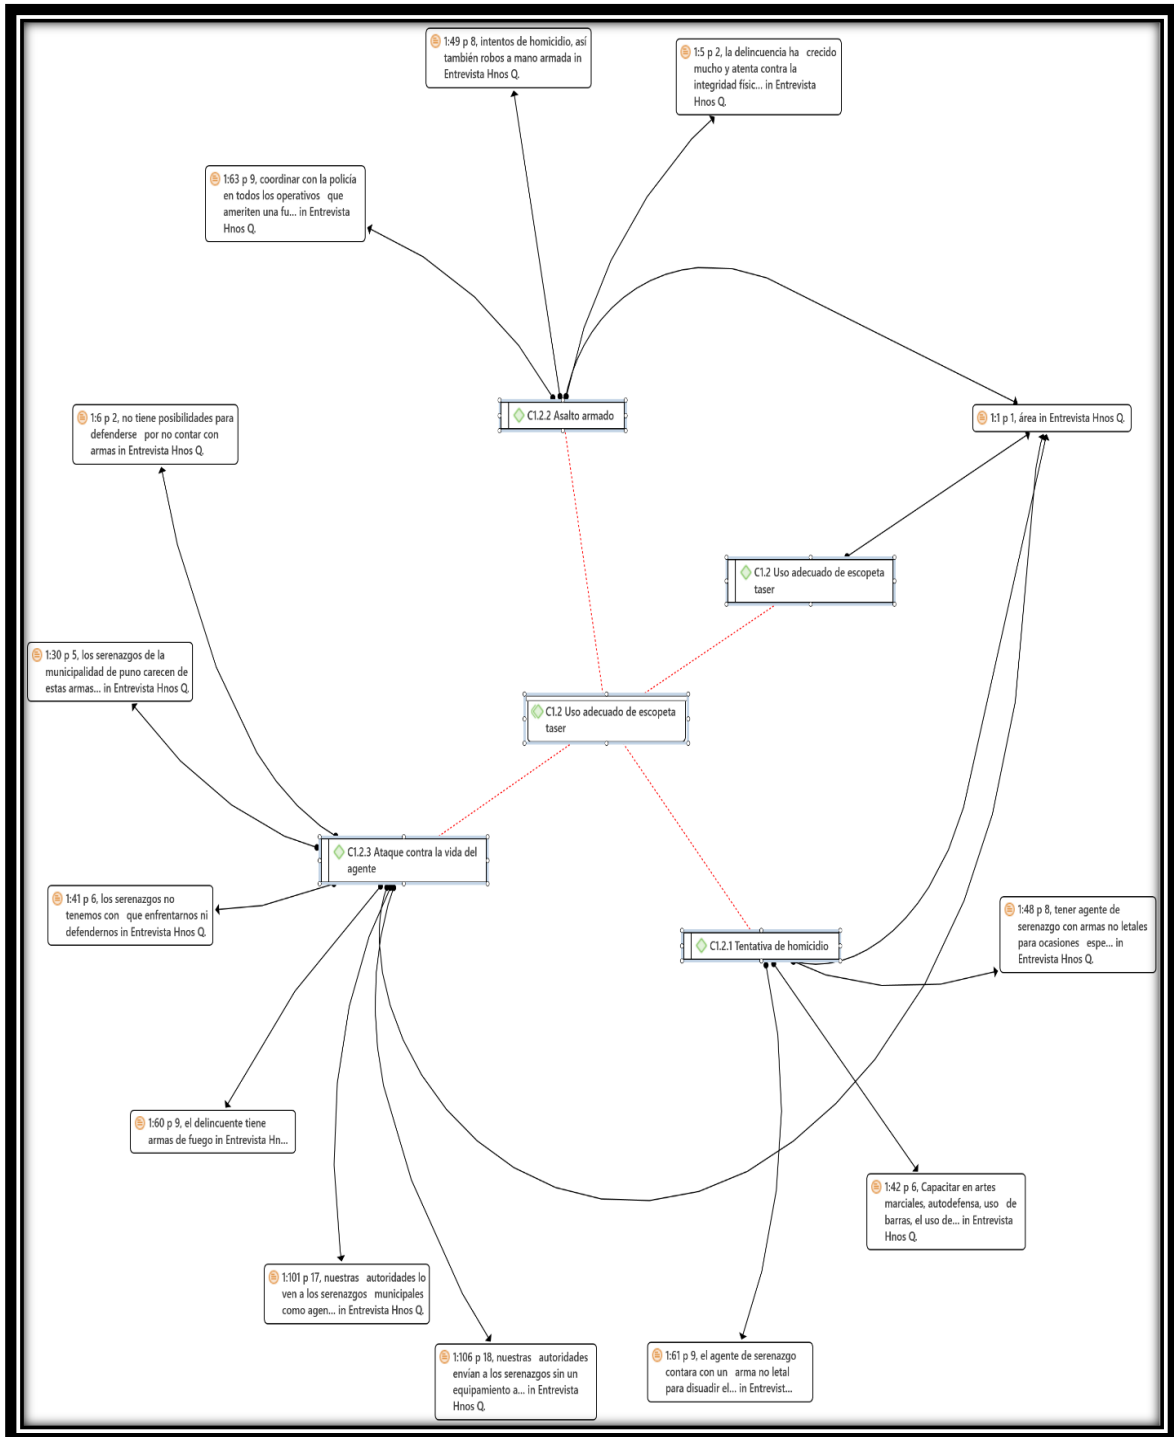 1:49 p 8, intentos de homicidio, así
también robos a mano armada in
Entrevista Hnos Q.
1:5 p 2, la delincuencia ha crecido
mucho y atenta contra la
integridad físic... in Entrevista
Hnos Q.
1:63 p 9, coordinar con la policía
en todos los operativos que
ameriten una fu... in Entrevista
Hnos Q.
C1.2.2 Asalto armado
1:6 p 2, no tiene posibilidades para
defenderse por no contar con
armas in Entrevista Hnos Q.
1:1 p 1, área in Entrevista Hnos Q.
C1.2 Uso adecuado de escopeta
taser
1:30 p 5, los serenazgos de la
municipalidad de puno carecen de
estas armas... in Entrevista Hnos Q.
C1.2 Uso adecuado de escopeta
taser
C1.2.3 Ataque contra la vida del
agente
1:41 p 6, los serenazgos no
tenemos con que enfrentarnos ni
defendernos in Entrevista Hnos Q.
C1.2.1 Tentativa de homicidio
1:48 p 8, tener agente de
serenazgo con armas no letales
para ocasiones espe... in
Entrevista Hnos Q.
1:60 p 9, el delincuente tiene
armas de fuego in Entrevista Hn...
1:42 p 6, Capacitar en artes
marciales, autodefensa, uso de
barras, el uso de... in Entrevista
Hnos Q.
1:101 p 17, nuestras autoridades lo
ven a los serenazgos municipales
como agen... in Entrevista Hnos Q.
1:106 p 18, nuestras autoridades
envían a los serenazgos sin un
equipamiento a... in Entrevista
Hnos Q.
1:61 p 9, el agente de serenazgo
contara con un arma no letal
para disuadir el... in Entrevist...